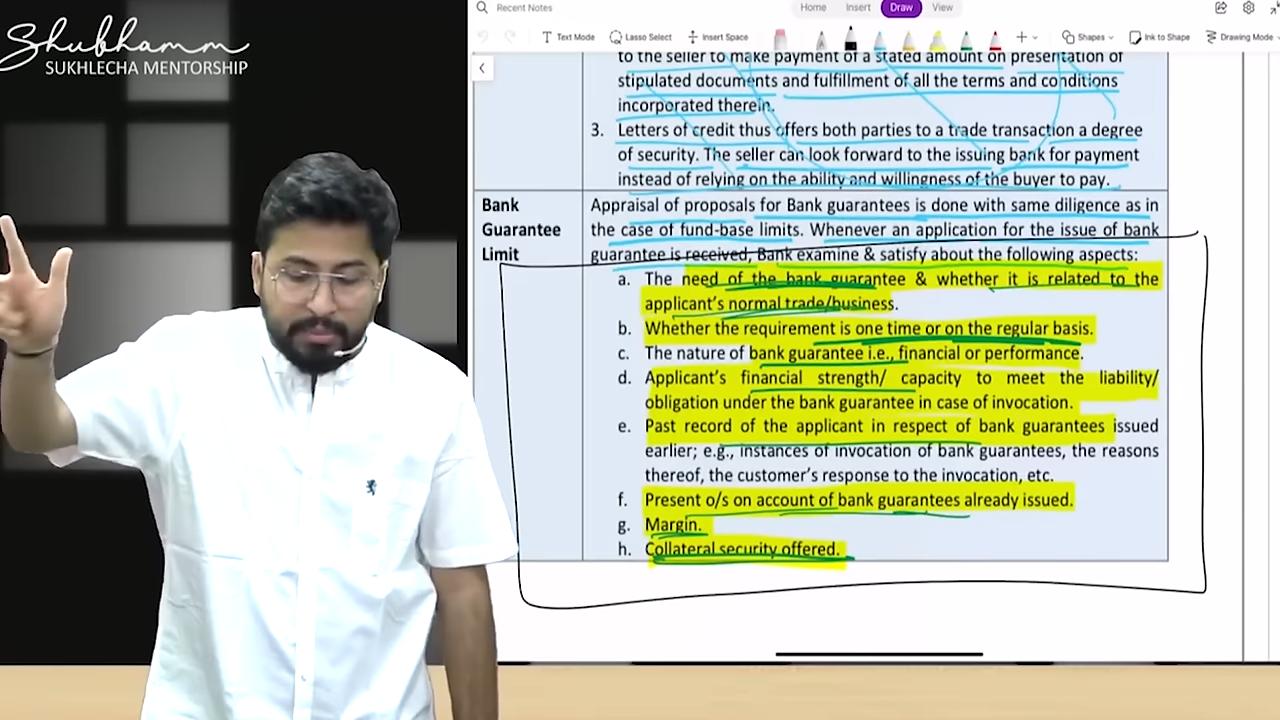 Shubhamm
SUKHLECHA MENTORSHIP
Recent Notes
Home Insert Draw View
Text Mode Lasso Select Insert Space Shapes Ink to Shape Drawing Mode
to the seller to make payment of a stated amount on presentation of
stipulated documents and fulfillment of all the terms and conditions
incorporated therein.
3. Letters of credit thus offers both parties to a trade transaction a degree
of security. The seller can look forward to the issuing bank for payment
instead of relying on the ability and willingness of the buyer to pay.
Bank
Guarantee
Limit
Appraisal of proposals for Bank guarantees is done with same diligence as in
the case of fund-base limits. Whenever an application for the issue of bank
guarantee is received, Bank examine & satisfy about the following aspects:
a. The need of the bank guarantee & whether it is related to the
applicant's normal trade/business.
b. Whether the requirement is one time or on the regular basis.
c. The nature of bank guarantee i.e., financial or performance.
d. Applicant's financial strength/ capacity to meet the liability/
obligation under the bank guarantee in case of invocation.
e. Past record of the applicant in respect of bank guarantees issued
earlier; e.g., instances of invocation of bank guarantees, the reasons
thereof, the customer's response to the invocation, etc.
f. Present o/s on account of bank guarantees already issued.
g. Margin.
h. Collateral security offered.